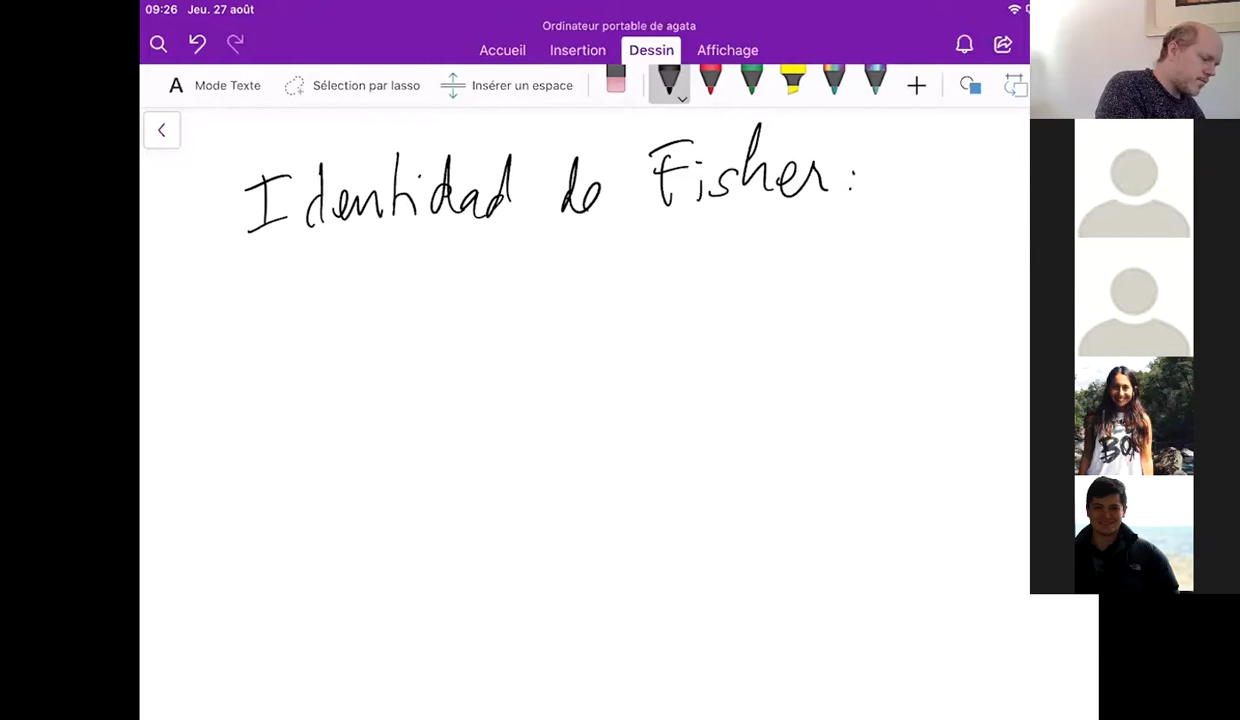 09:26 Jeu. 27 août
Ordinateur portable de agata
Accueil Insertion Dessin Affichage
A Mode Texte Sélection par lasso Insérer un espace
Identidad de Fisher:
BO